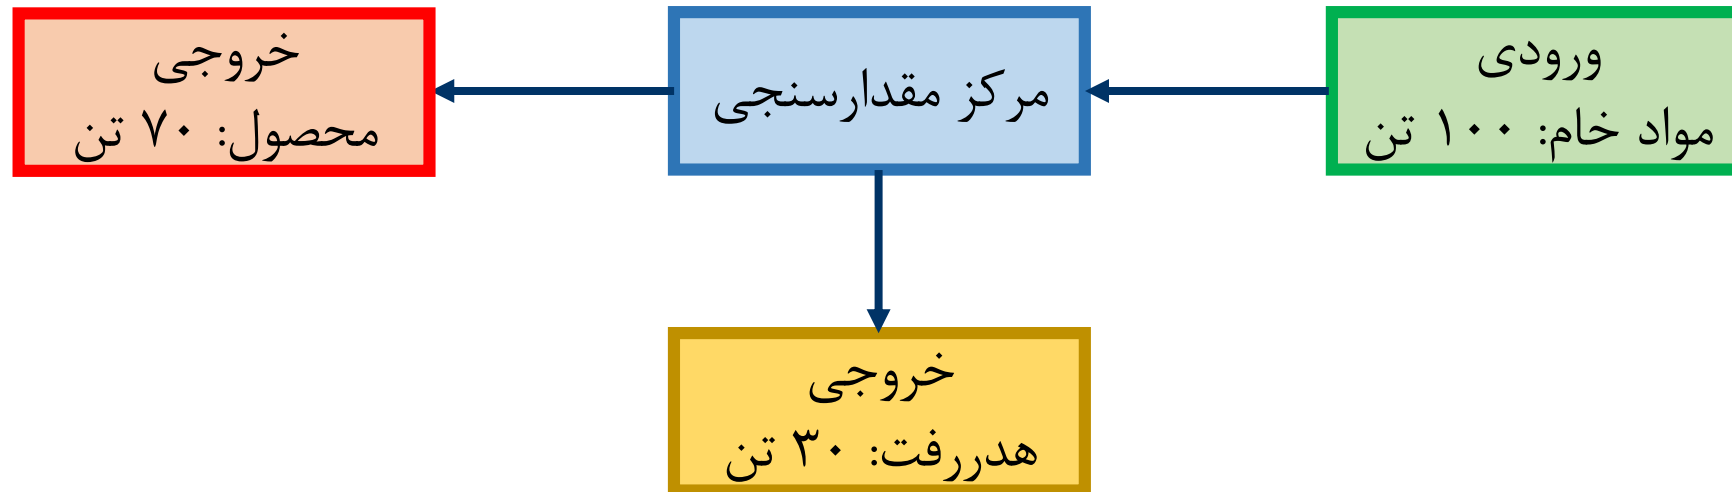 ورودی
مواد خام: ۱۰۰ تن
مرکز مقدارسنجی
خروجی
محصول: ۷۰ تن
خروجی
هدررفت: ۳۰ تن